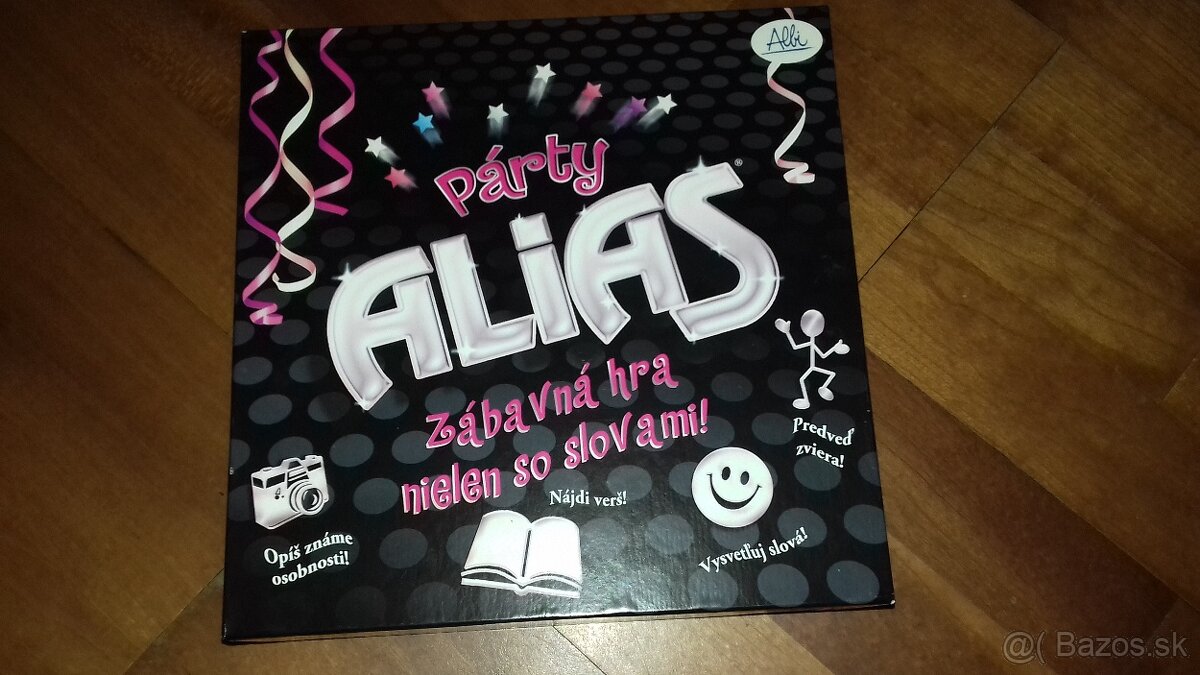 Albi
Párty
ALiAS®
Zábavná hra
nielen so slovami!
Predveď
zviera!
Nájdi verš!
Opíš známe
osobnosti!
Vysvetľuj slová!
@( Bazos.sk